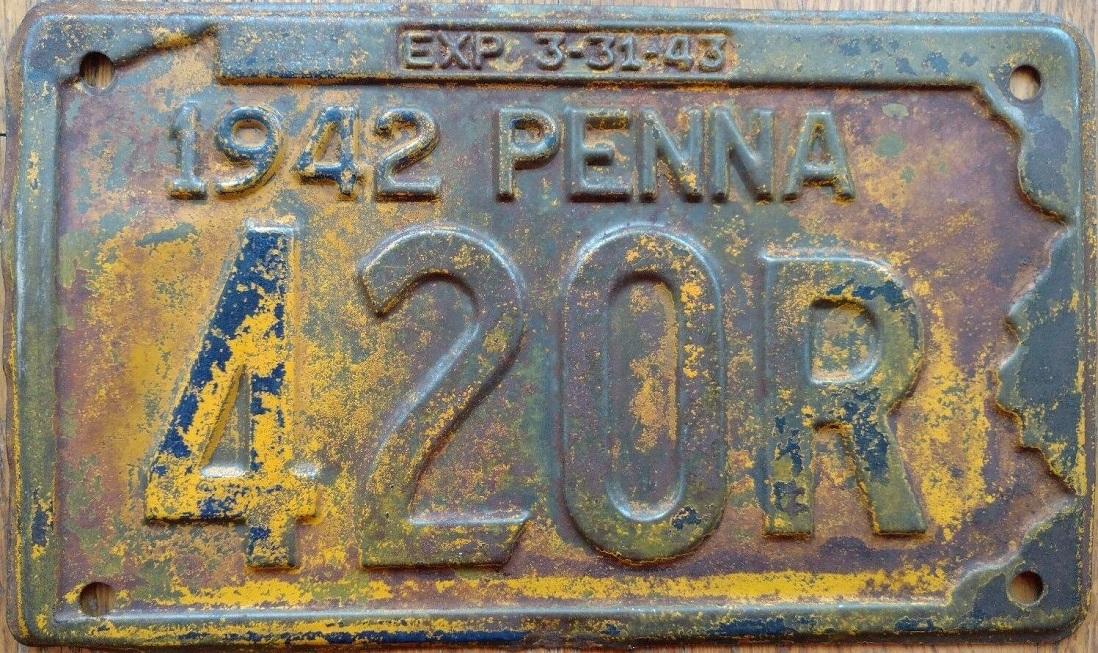 EXP. 3-31-43
1942 PENNA
420R